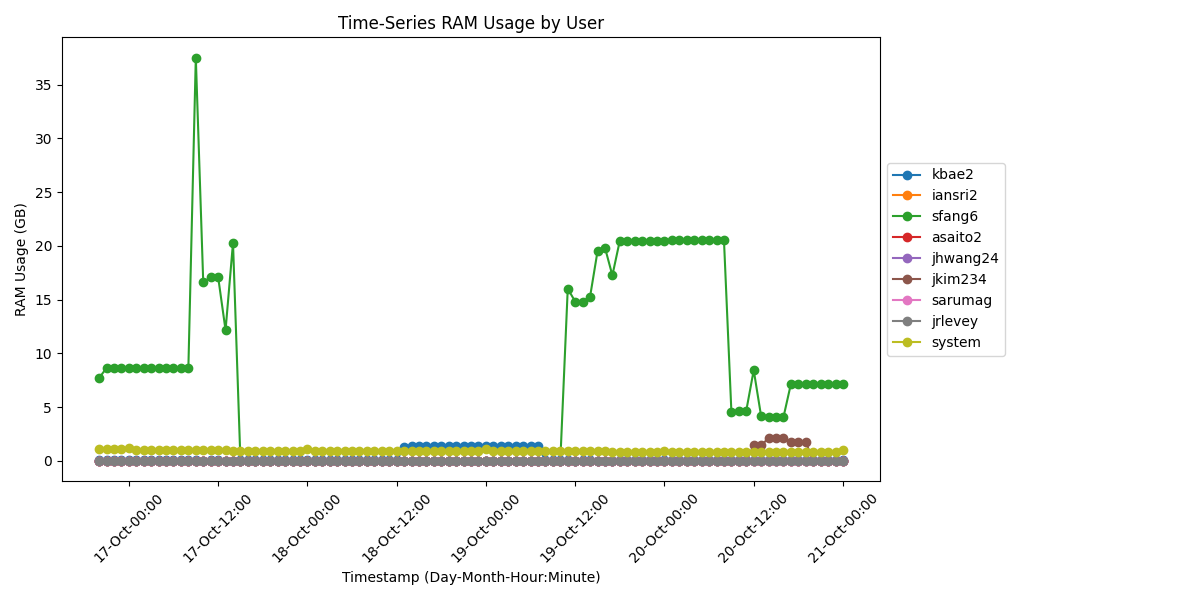 Time-Series RAM Usage by User
RAM Usage (GB)
35
30
25
20
15
10
5
0
17-Oct-00:00
17-Oct-12:00
18-Oct-00:00
18-Oct-12:00
19-Oct-00:00
19-Oct-12:00
20-Oct-00:00
20-Oct-12:00
21-Oct-00:00
Timestamp (Day-Month-Hour:Minute)
kbae2
iansri2
sfang6
asaito2
jhwang24
jkim234
sarumag
jrlevey
system